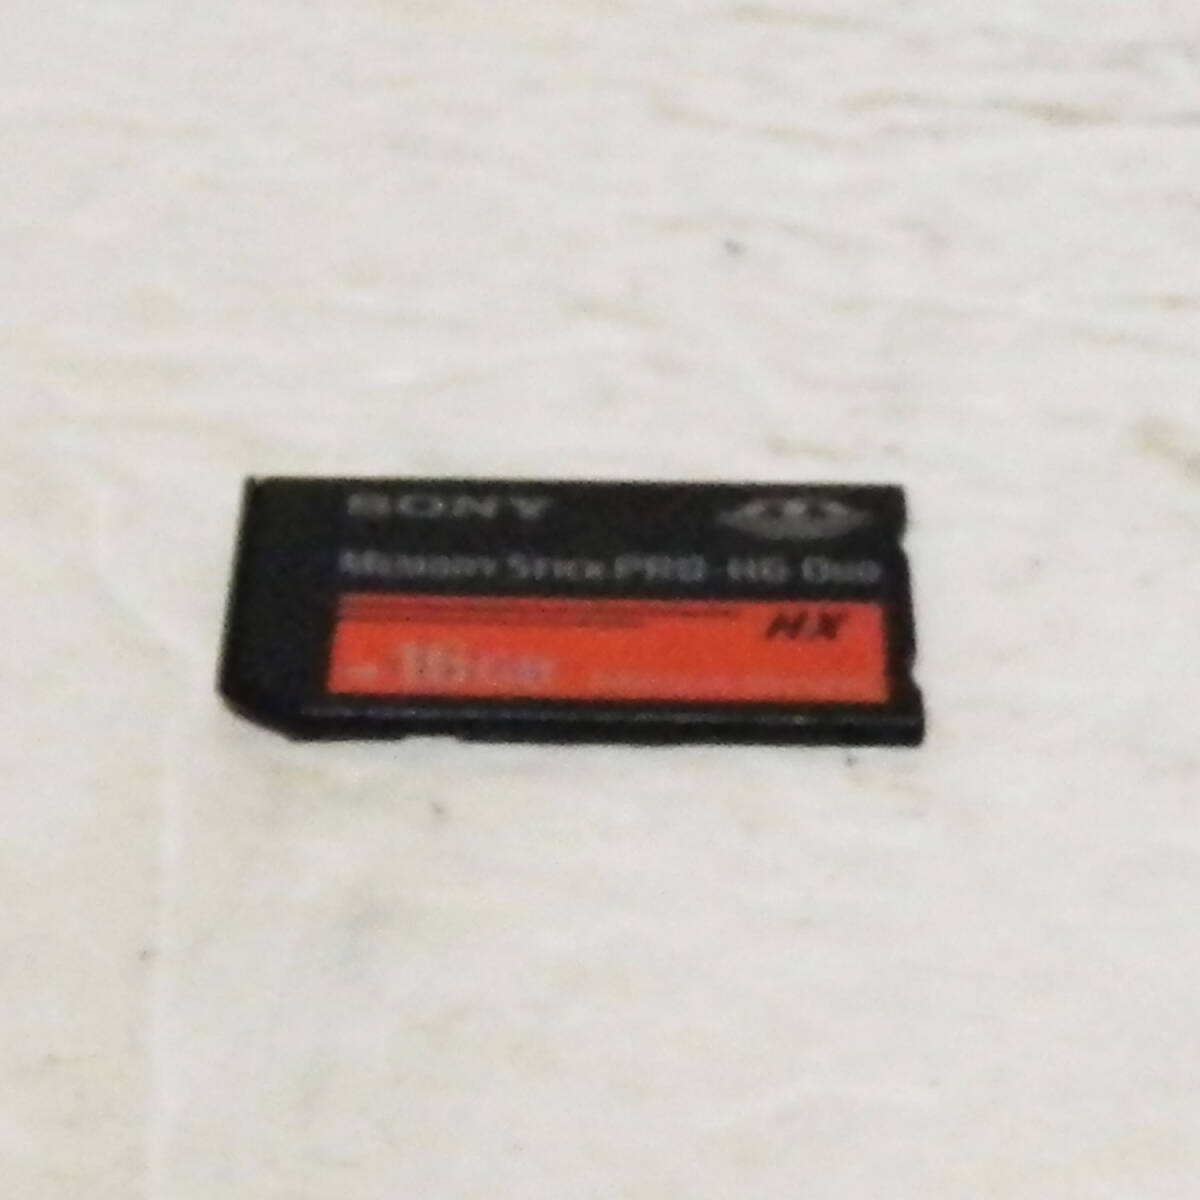 SONY
MEMORY STICK PRO-HG DUO
HX
16GB